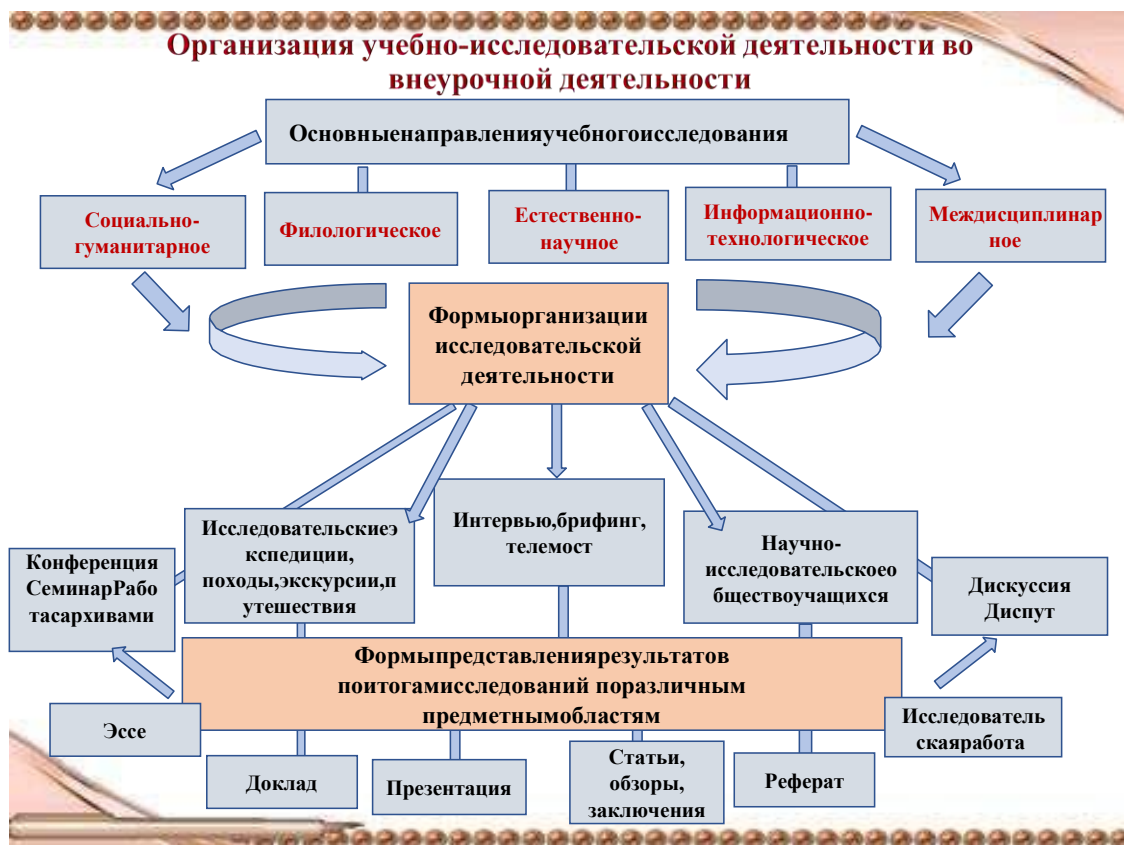 Организация учебно-исследовательской деятельности во
внеурочной деятельности
Основныенаправленияучебногоисследования
Социально-
гуманитарное
Филологическое
Естественно-
научное
Информационно-
технологическое
Междисциплинар
ное
Формыорганизации
исследовательской
деятельности
Конференция
СеминарРабо
тасархивами
Исследовательскиеэ
кспедиции,
походы,экскурсии,п
утешествия
Интервью,брифинг,
телемост
Научно-
исследовательскоео
бществоучащихся
Дискуссия
Диспут
Формыпредставлениярезультатов
поитогамисследований поразличным
предметнымобластям
Эссе
Доклад
Презентация
Статьи,
обзоры,
заключения
Реферат
Исследователь
скаяработа